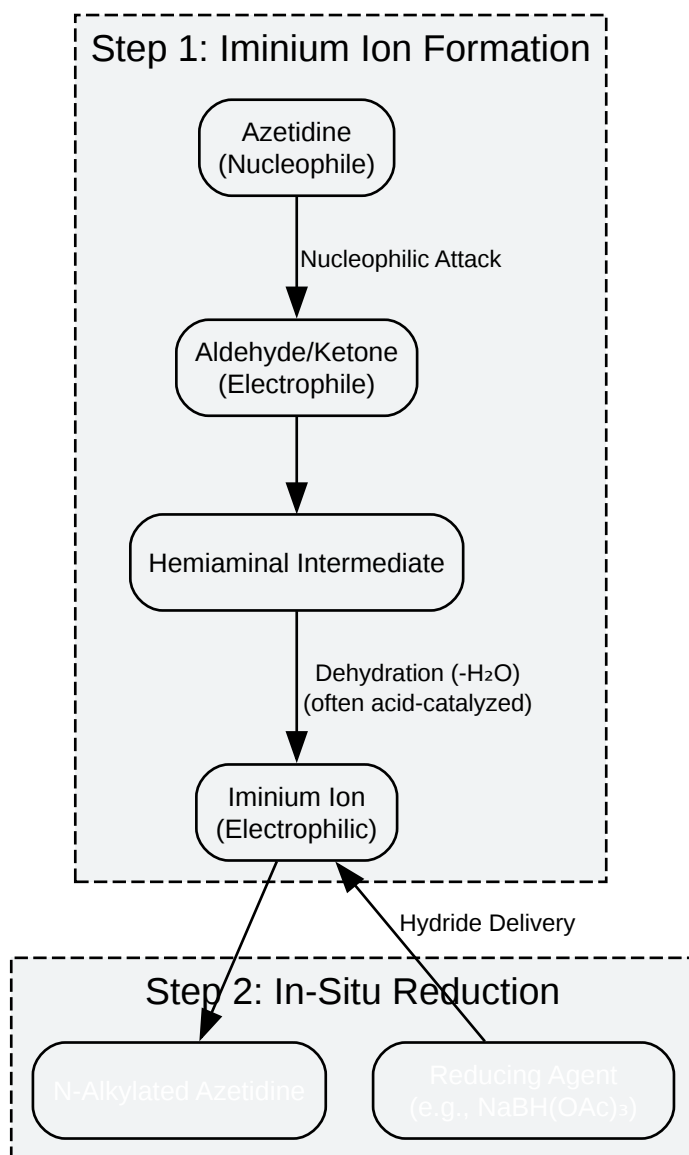 Step 1: Iminium Ion Formation
Azetidine
(Nucleophile)
Nucleophilic Attack
Aldehyde/Ketone
(Electrophile)
Hemiaminal Intermediate
Dehydration (-H₂O)
(often acid-catalyzed)
Iminium Ion
(Electrophilic)
Hydride Delivery
Step 2: In-Situ Reduction
N-Alkylated Azetidine
Reducing Agent
(e.g., NaBH(OAc)₃)